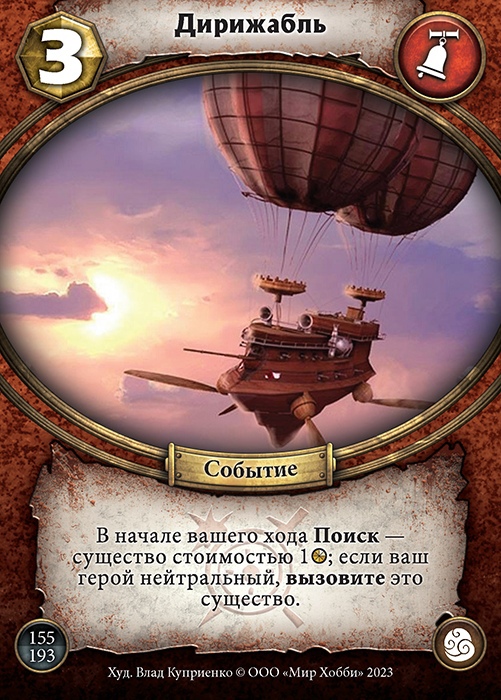 3
Дирижабль
Событие
В начале вашего хода Поиск —
существо стоимостью 1; если ваш
герой нейтральный, вызовите это
существо.
155
193
Худ. Влад Куприенко © ООО «Мир Хобби» 2023